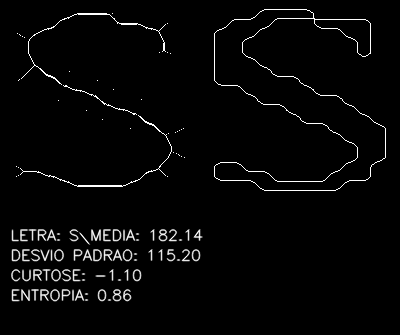 LETRA: S\MEDIA: 182.14
DESVIO PADRAO: 115.20
CURTOSE: -1.10
ENTROPIA: 0.86